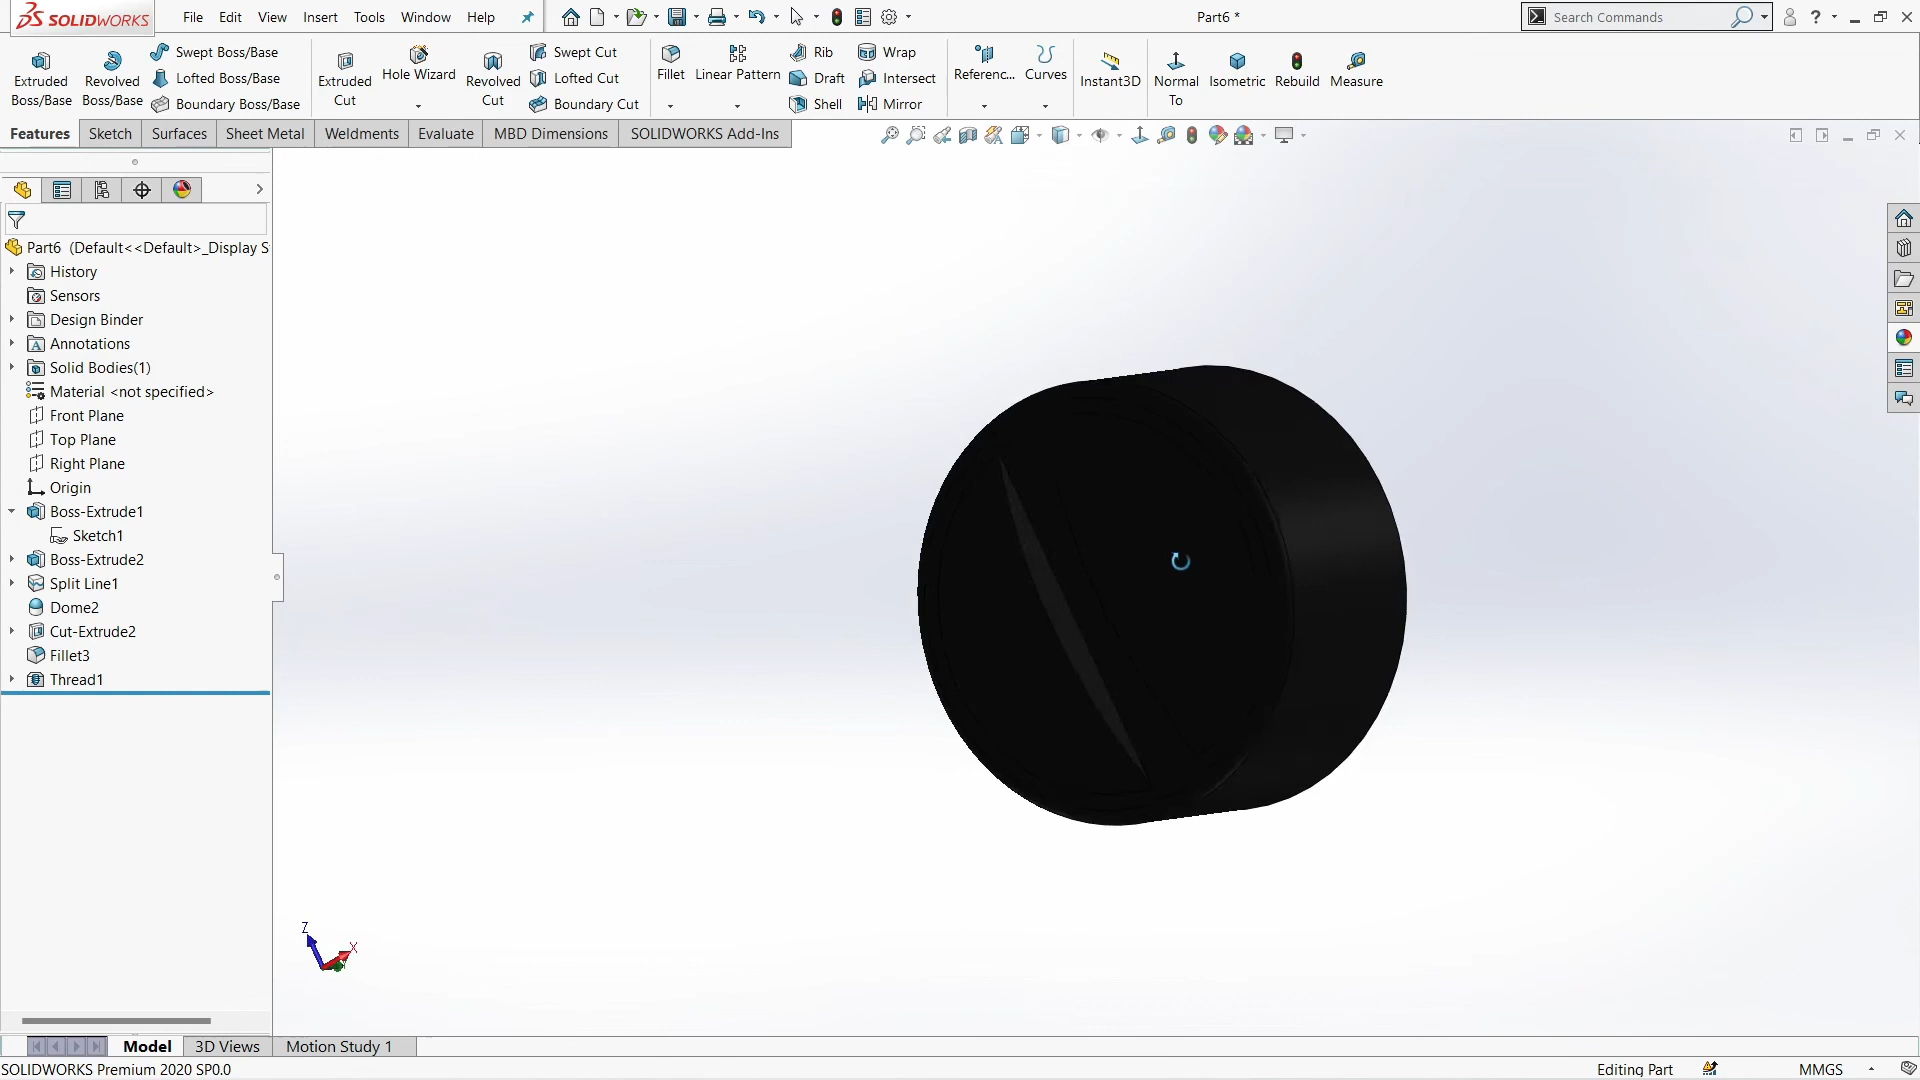 SOLIDWORKS File Edit View Insert Tools Window Help Part6 * Search Commands
Extruded Boss/Base
Revolved Boss/Base
Swept Boss/Base
Lofted Boss/Base
Boundary Boss/Base
Extruded Cut
Hole Wizard
Revolved Cut
Swept Cut
Lofted Cut
Boundary Cut
Fillet
Linear Pattern
Rib
Draft
Shell
Wrap
Intersect
Mirror
Referenc...
Curves
Instant3D
Normal To
Isometric
Rebuild
Measure
Features Sketch Surfaces Sheet Metal Weldments Evaluate MBD Dimensions SOLIDWORKS Add-Ins
Part6 (Default<<Default>_Display S
History
Sensors
Design Binder
Annotations
Solid Bodies(1)
Material <not specified>
Front Plane
Top Plane
Right Plane
Origin
Boss-Extrude1
Sketch1
Boss-Extrude2
Split Line1
Dome2
Cut-Extrude2
Fillet3
Thread1
Z
X
Model 3D Views Motion Study 1
SOLIDWORKS Premium 2020 SP0.0 Editing Part MMGS